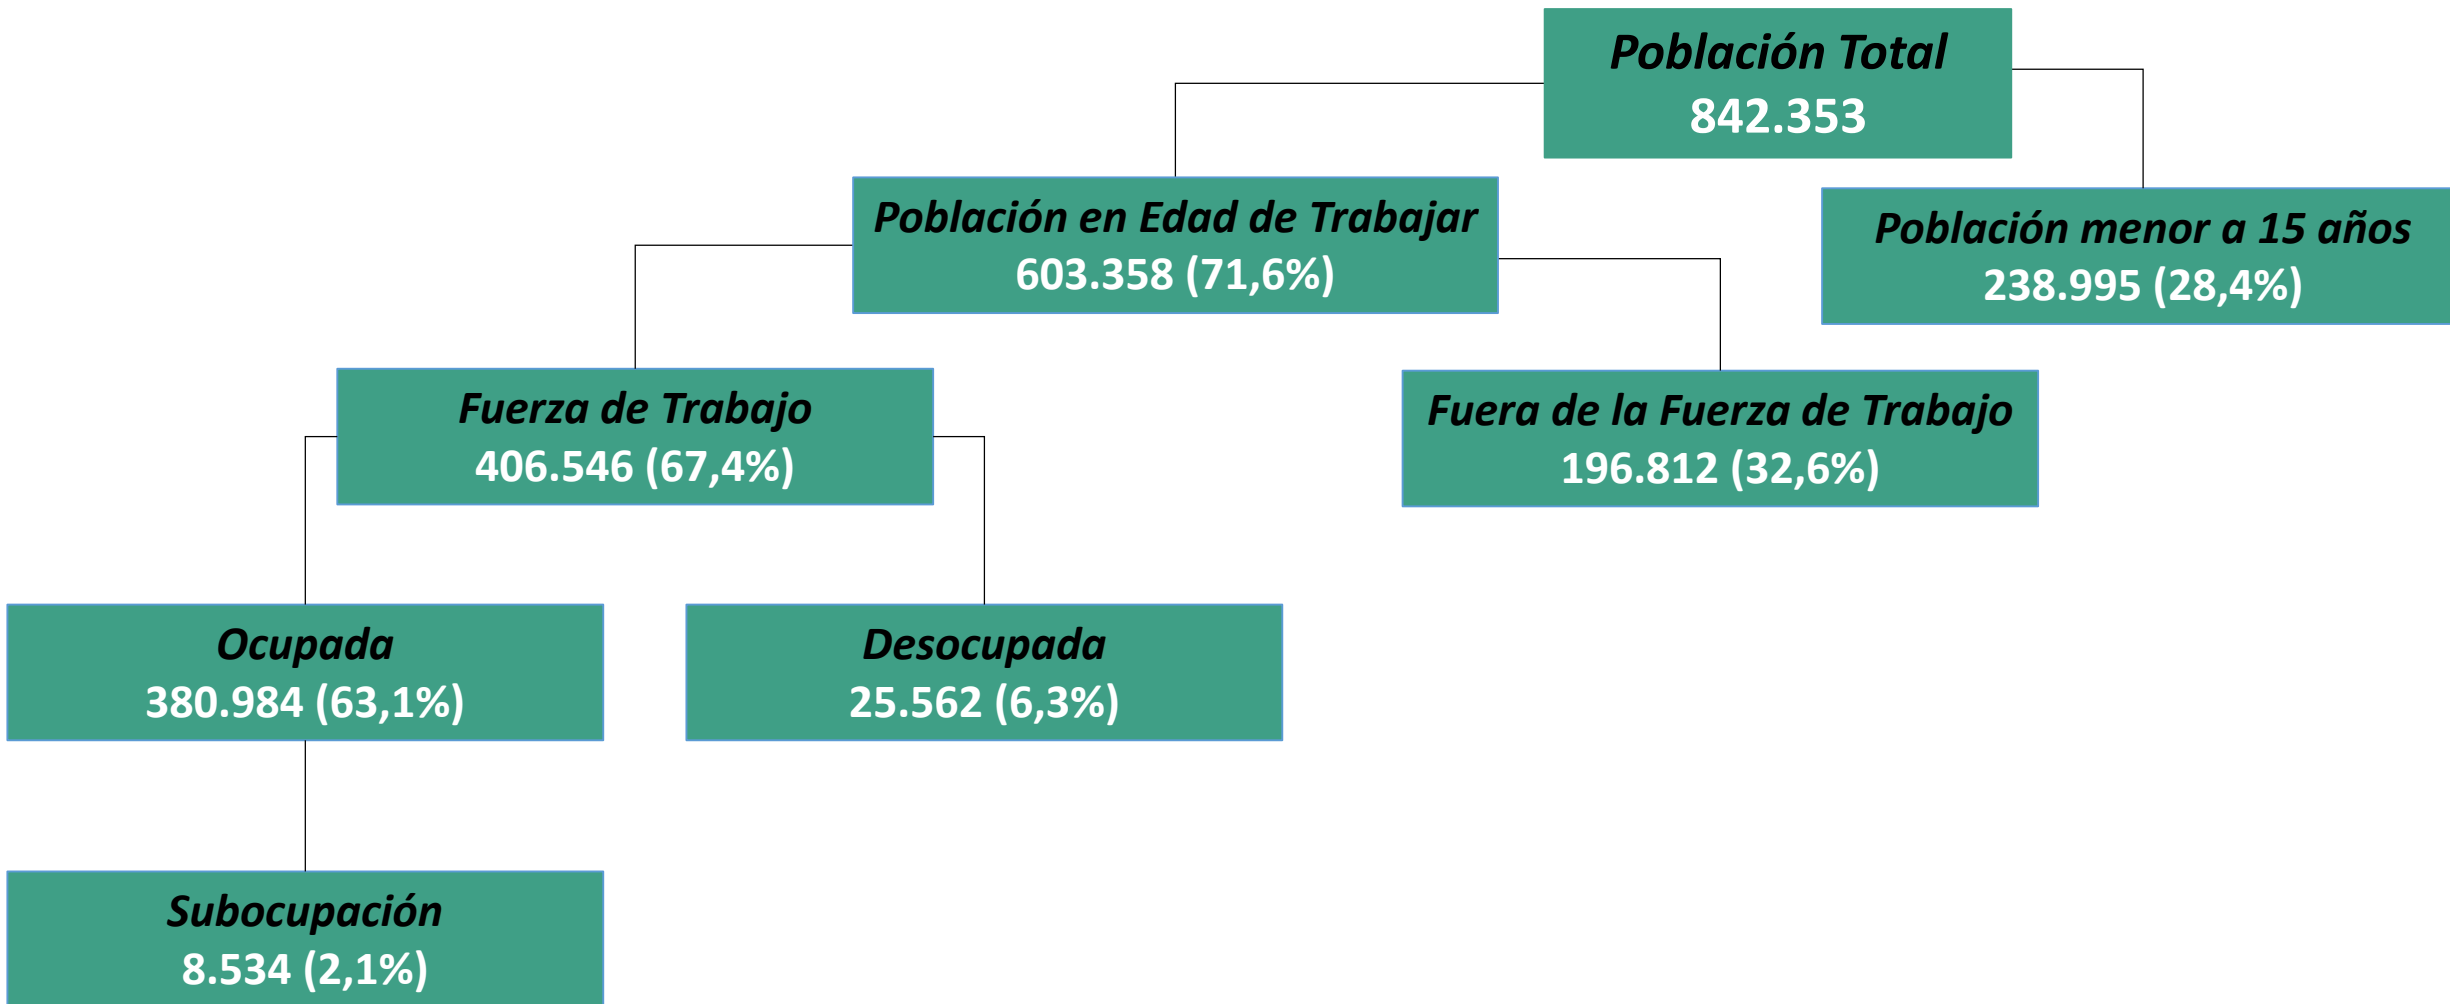 Población Total
842.353
Población en Edad de Trabajar
603.358 (71,6%)
Población menor a 15 años
238.995 (28,4%)
Fuerza de Trabajo
406.546 (67,4%)
Fuera de la Fuerza de Trabajo
196.812 (32,6%)
Ocupada
380.984 (63,1%)
Desocupada
25.562 (6,3%)
Subocupación
8.534 (2,1%)